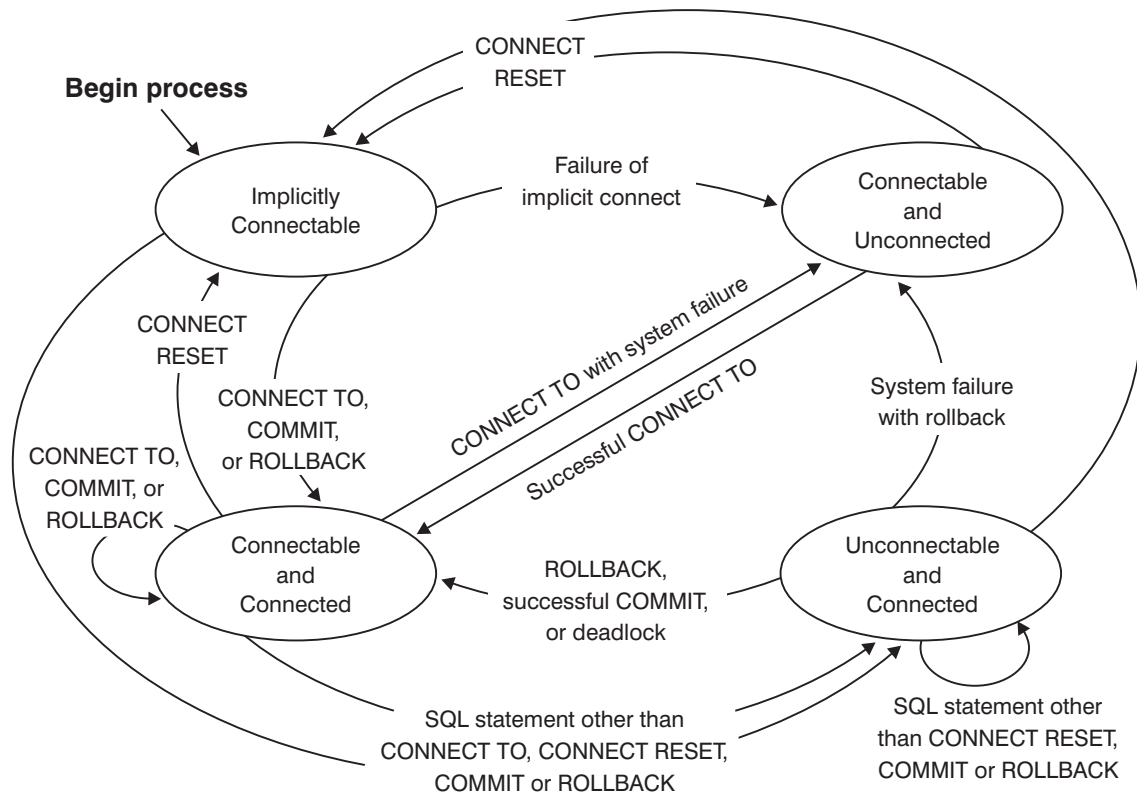 CONNECT
RESET
Begin process
Implicitly
Connectable
Failure of
implicit connect
Connectable
and
Unconnected
CONNECT
RESET
CONNECT TO,
COMMIT,
or ROLLBACK
CONNECT TO with system failure
Successful CONNECT TO
System failure
with rollback
CONNECT TO,
COMMIT, or
ROLLBACK
Connectable
and
Connected
ROLLBACK,
successful COMMIT,
or deadlock
Unconnectable
and
Connected
SQL statement other than
CONNECT TO, CONNECT RESET,
COMMIT or ROLLBACK
SQL statement other
than CONNECT RESET,
COMMIT or ROLLBACK